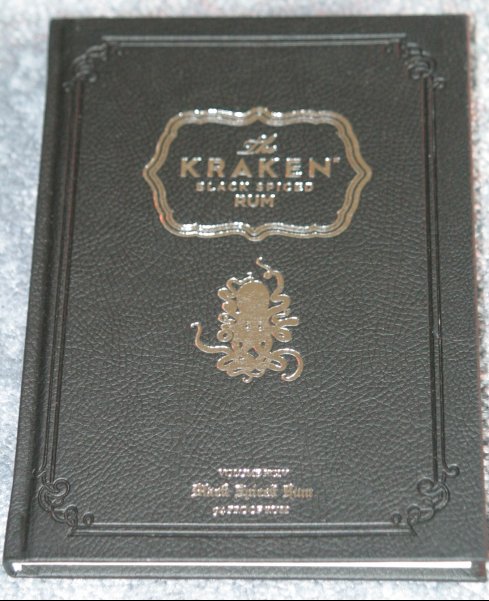 The
KRAKEN
BLACK SPICED
RUM
Black Spiced Rum